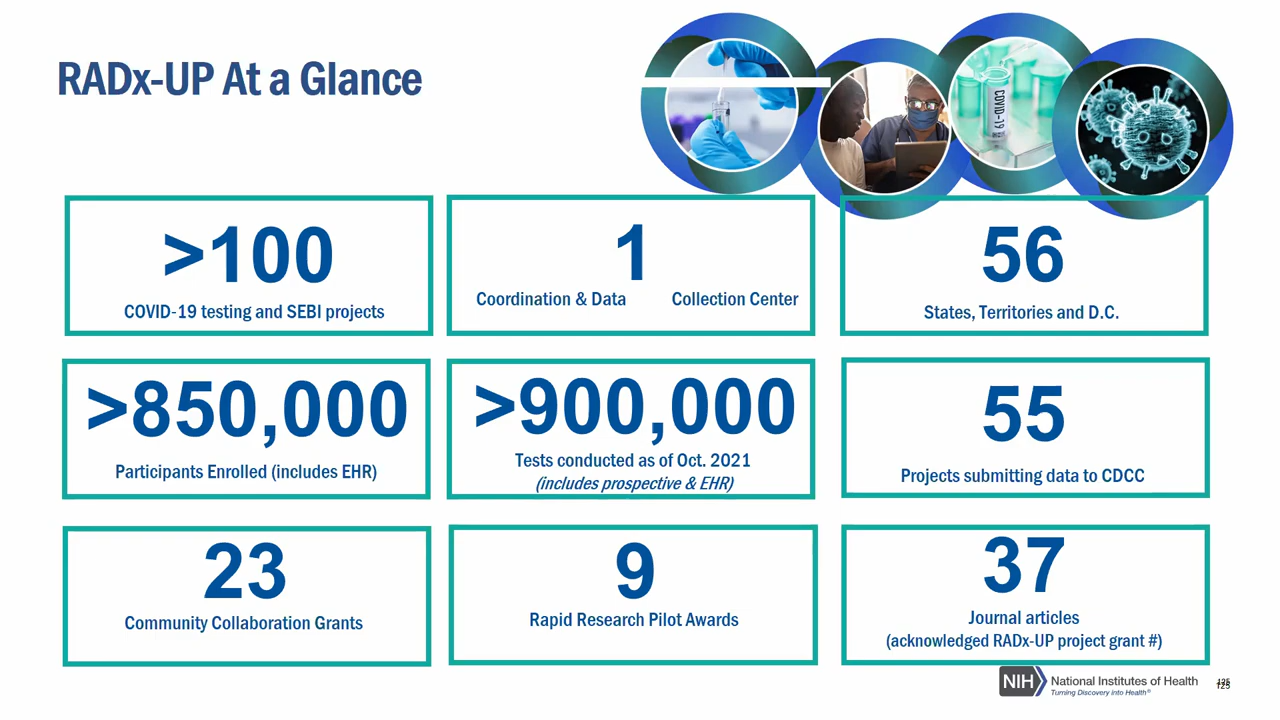 RADx-UP At a Glance
COVID-19
>100
COVID-19 testing and SEBI projects
1
Coordination & Data Collection Center
56
States, Territories and D.C.
>850,000
Participants Enrolled (includes EHR)
>900,000
Tests conducted as of Oct. 2021
(includes prospective & EHR)
55
Projects submitting data to CDCC
23
Community Collaboration Grants
9
Rapid Research Pilot Awards
37
Journal articles
(acknowledged RADx-UP project grant #)
NIH National Institutes of Health
Turning Discovery Into Health®